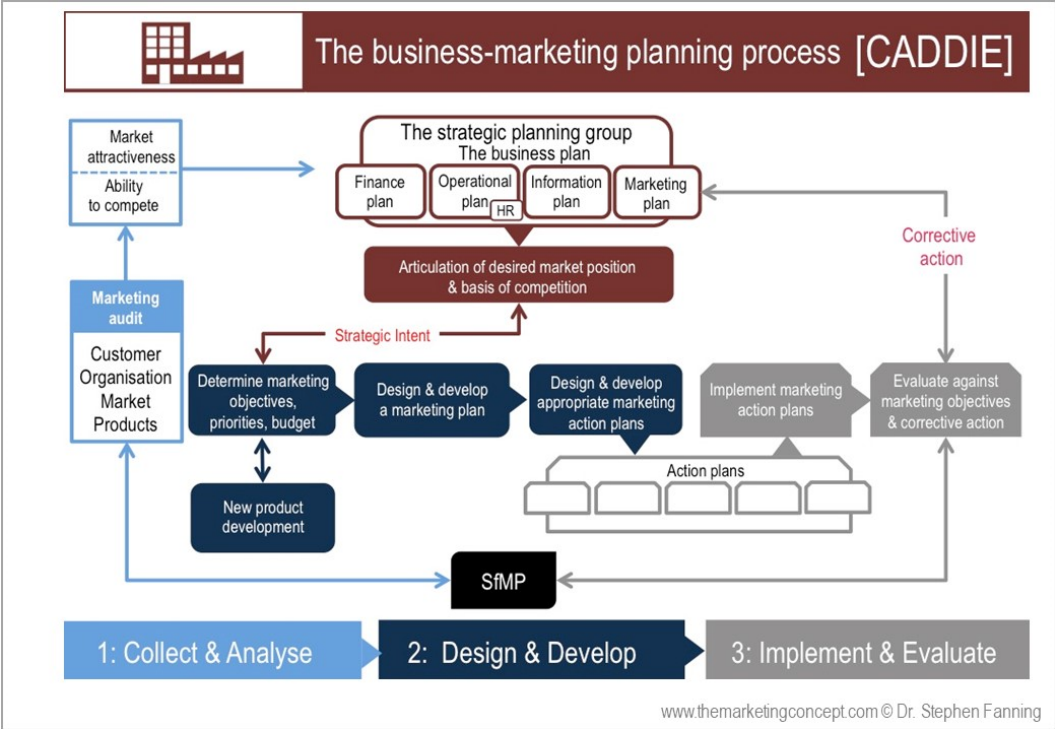 The business-marketing planning process [CADDIE]
Market
attractiveness
Ability
to compete
The strategic planning group
The business plan
Finance
plan
Operational
plan
HR
Information
plan
Marketing
plan
Corrective
action
Articulation of desired market position
& basis of competition
Marketing
audit
Customer
Organisation
Market
Products
Strategic Intent
Determine marketing
objectives,
priorities, budget
Design & develop
a marketing plan
Design & develop
appropriate marketing
action plans
Implement marketing
action plans
Evaluate against
marketing objectives
& corrective action
Action plans
New product
development
SfMP
1: Collect & Analyse
2: Design & Develop
3: Implement & Evaluate
www.themarketingconcept.com © Dr. Stephen Fanning